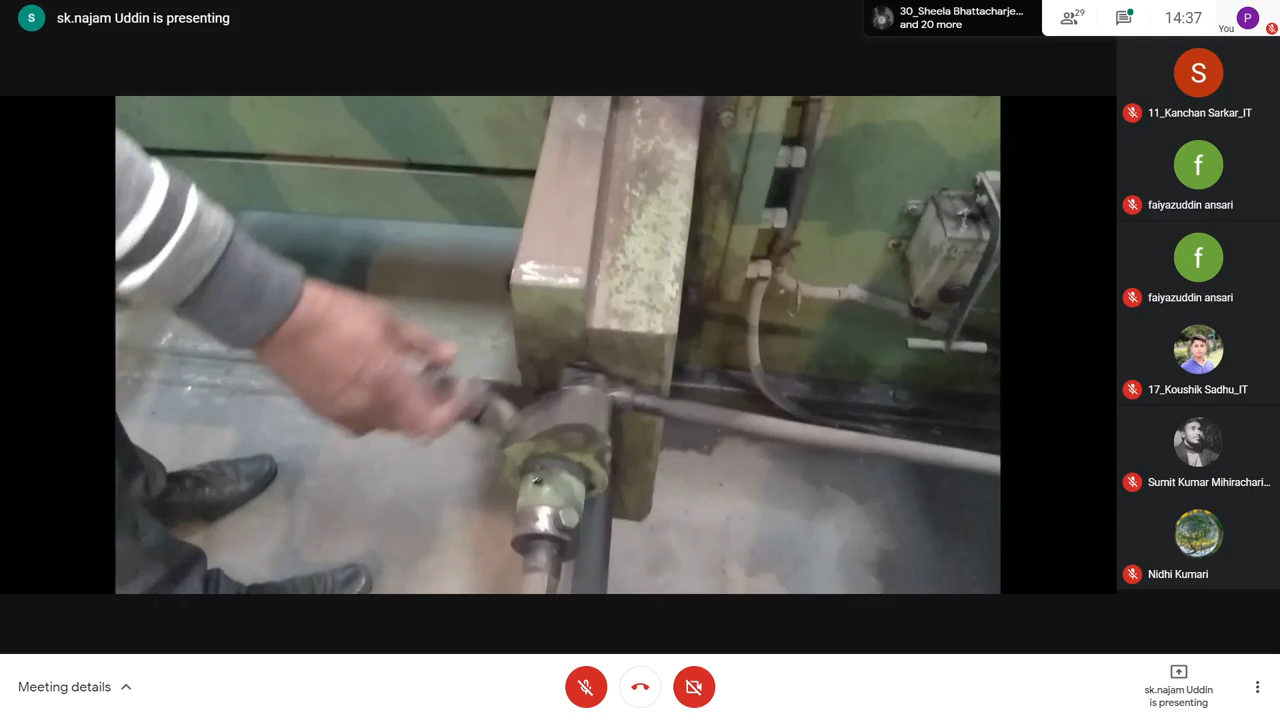 S
sk.najam Uddin is presenting
30_Sheela Bhattacharje...
and 20 more
29
14:37
You
P
S
11_Kanchan Sarkar_IT
f
faiyazuddin ansari
f
faiyazuddin ansari
17_Koushik Sadhu_IT
Sumit Kumar Mihirachari...
Nidhi Kumari
Meeting details
sk.najam Uddin
is presenting